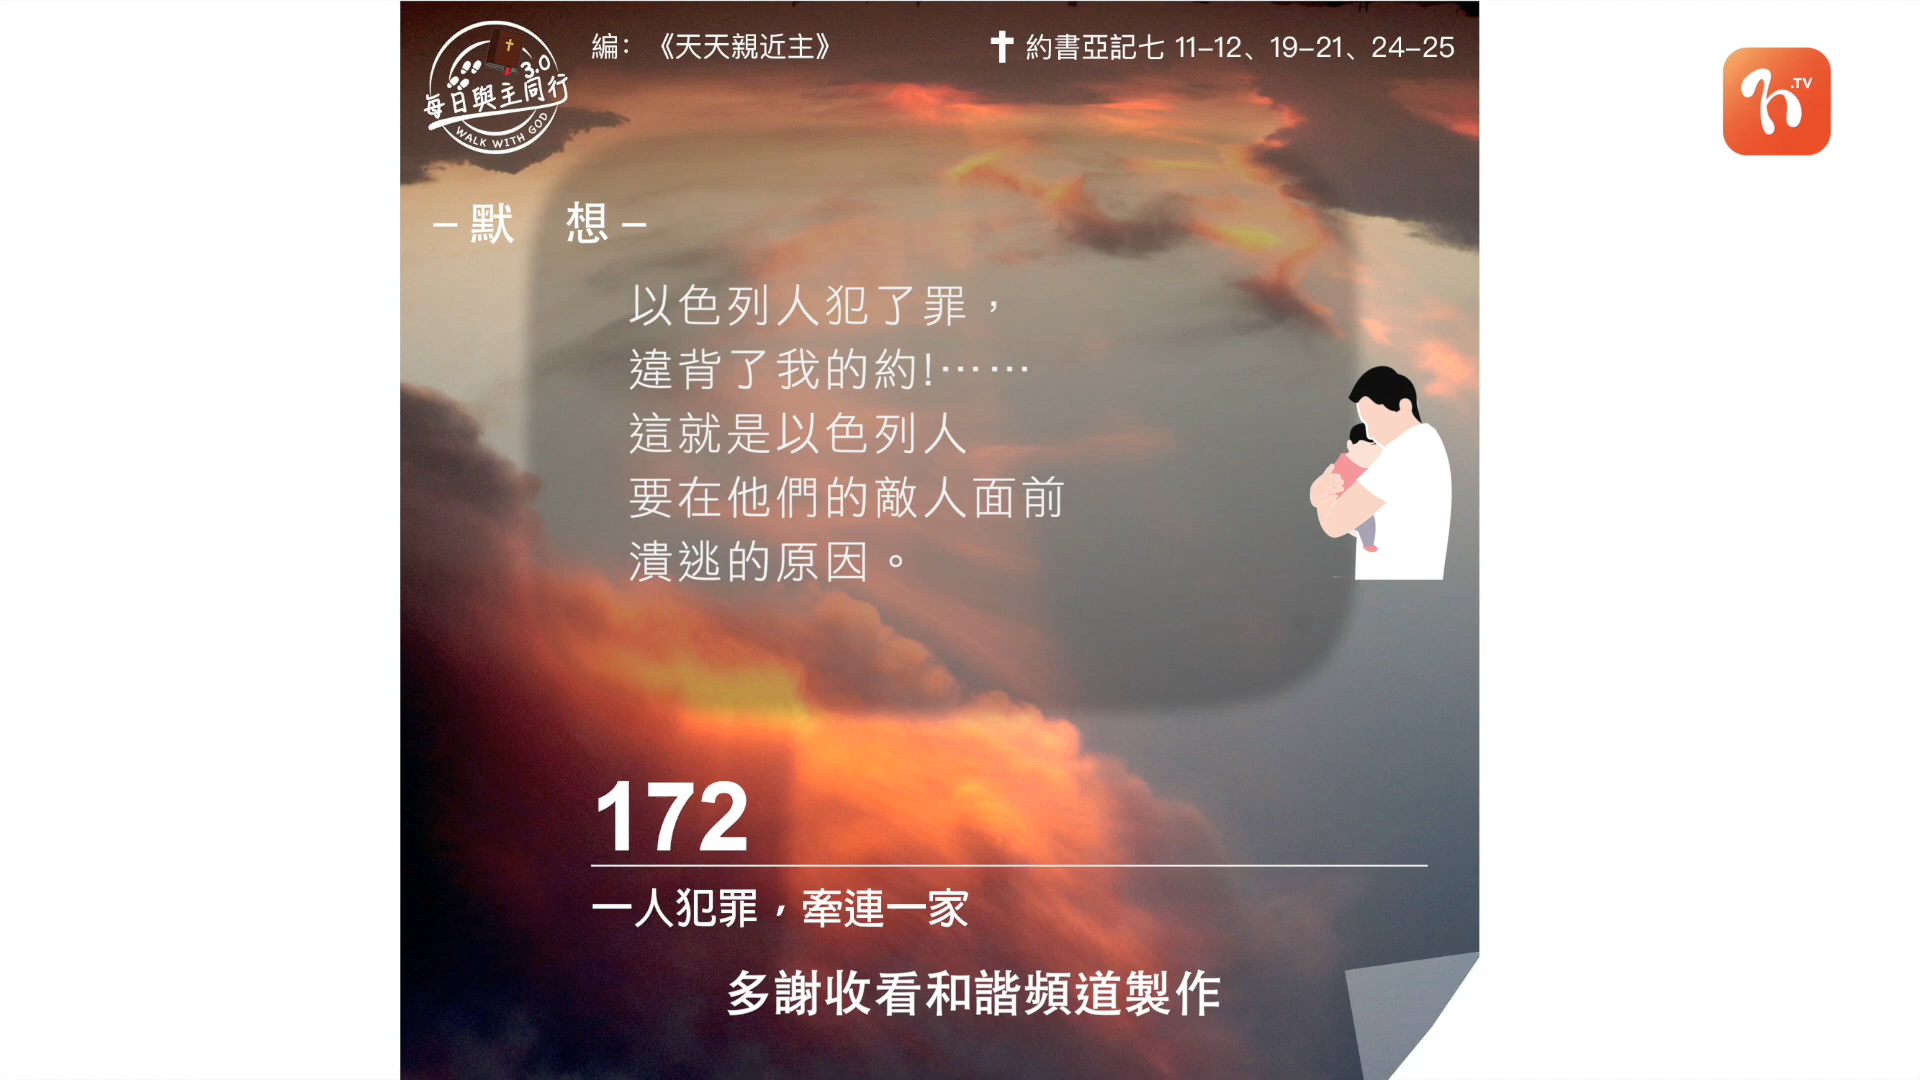 3.0
每日與主同行
WALK WITH GOD
編：《天天親近主》
約書亞記七 11-12、19-21、24-25
h.TV
– 默 想 –
以色列人犯了罪，
違背了我的約!⋯⋯
這就是以色列人
要在他們的敵人面前
潰逃的原因。
172
一人犯罪，牽連一家
多謝收看和諧頻道製作